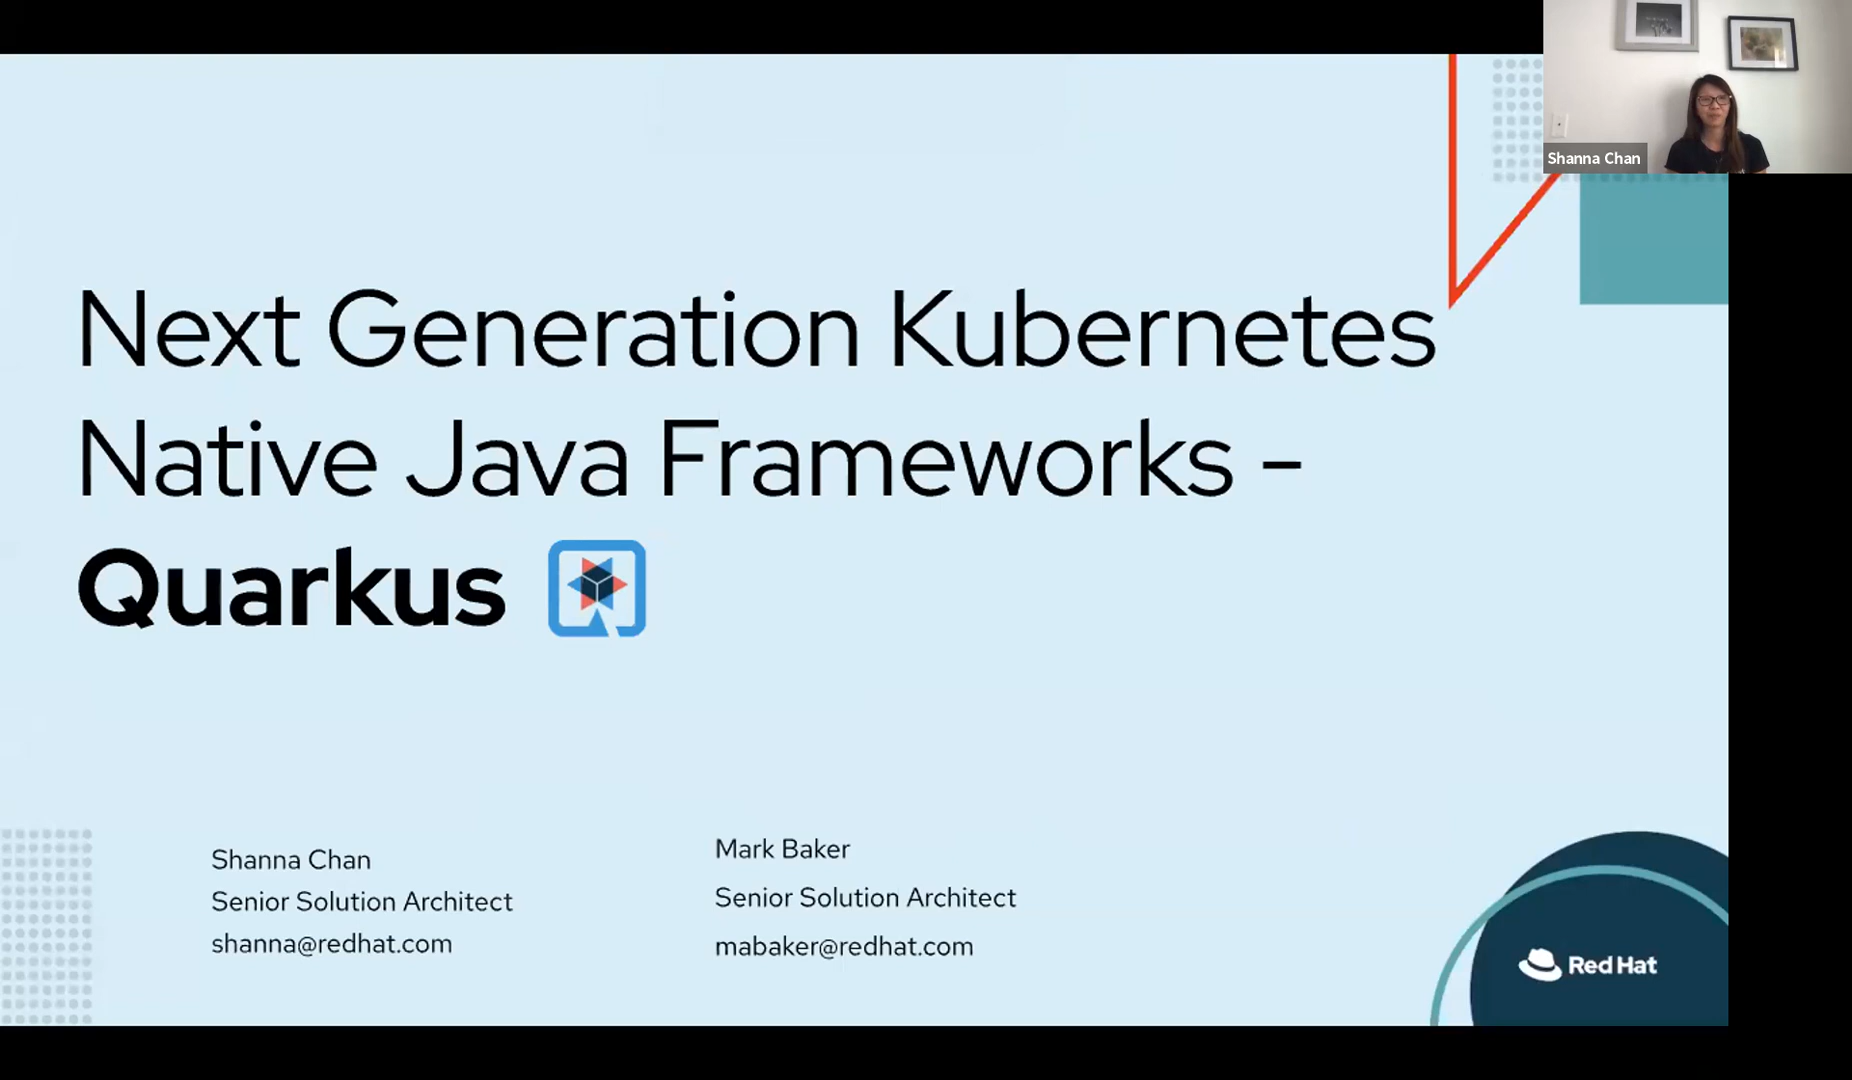 Shanna Chan
Next Generation Kubernetes
Native Java Frameworks -
Quarkus
Shanna Chan
Senior Solution Architect
shanna@redhat.com
Mark Baker
Senior Solution Architect
mabaker@redhat.com
Red Hat